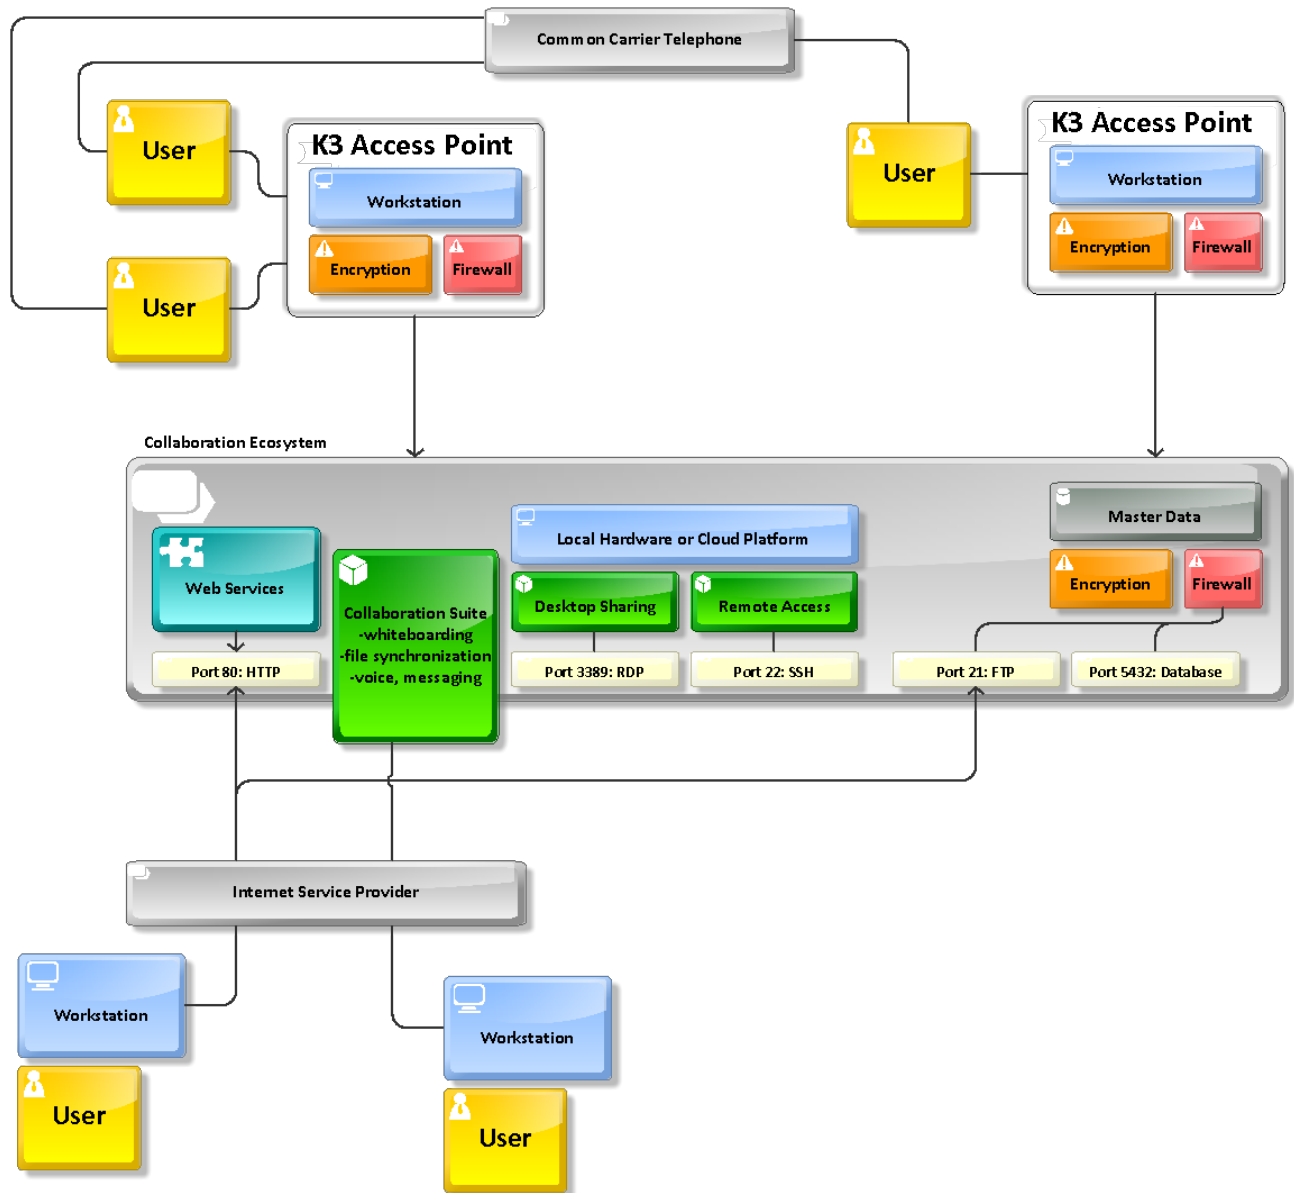 Common Carrier Telephone
User
K3 Access Point
Workstation
Encryption
Firewall
User
User
K3 Access Point
Workstation
Encryption
Firewall
Collaboration Ecosystem
Web Services
Port 80: HTTP
Collaboration Suite
-whiteboarding
-file synchronization
-voice, messaging
Local Hardware or Cloud Platform
Desktop Sharing
Remote Access
Port 3389: RDP
Port 22: SSH
Master Data
Encryption
Firewall
Port 21: FTP
Port 5432: Database
Internet Service Provider
Workstation
User
Workstation
User